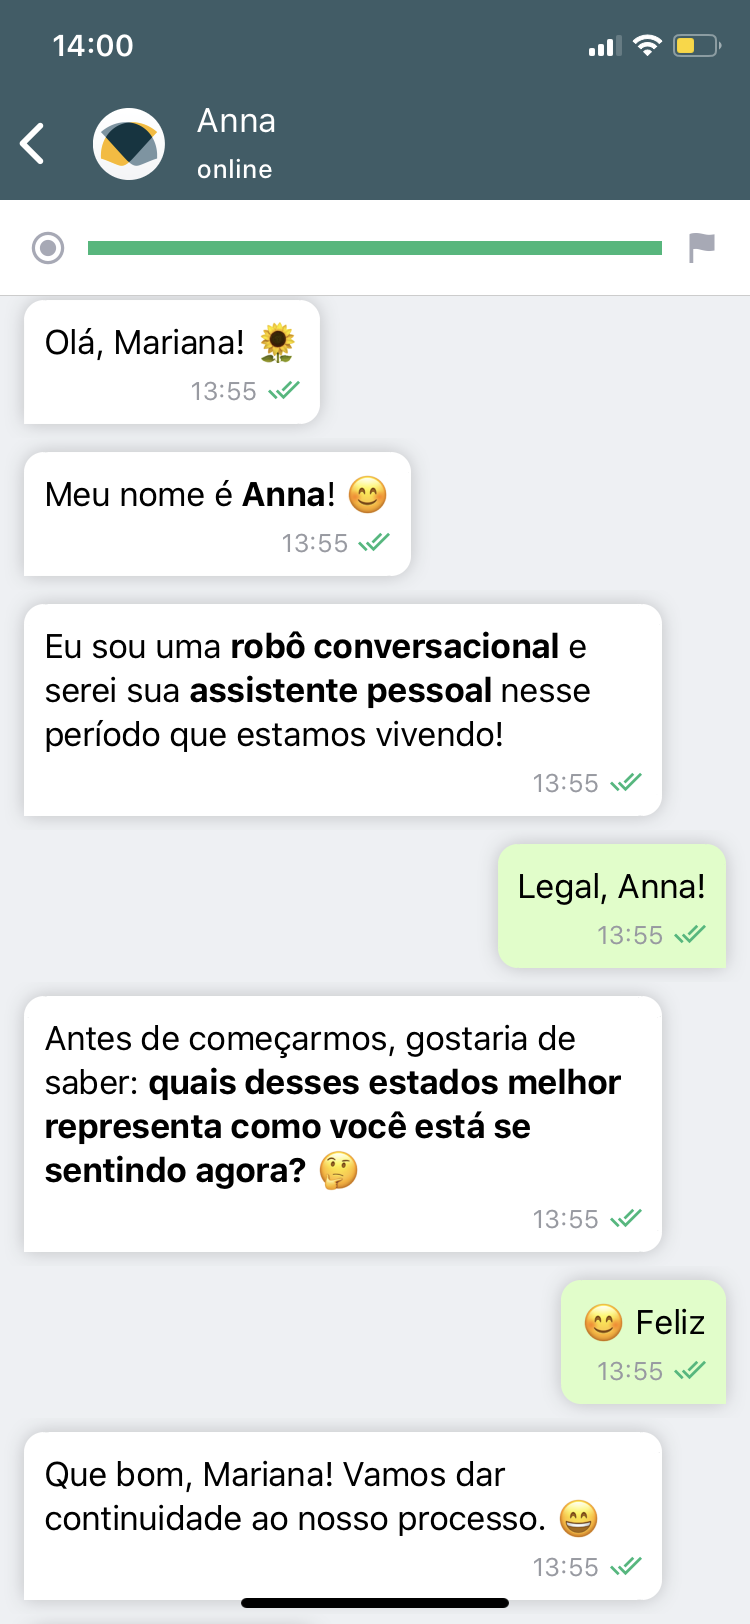 14:00
Anna
online
Olá, Mariana! 🌻
13:55
Meu nome é Anna! 😊
13:55
Eu sou uma robô conversacional e
serei sua assistente pessoal nesse
período que estamos vivendo!
13:55
Legal, Anna!
13:55
Antes de começarmos, gostaria de
saber: quais desses estados melhor
representa como você está se
sentindo agora? 🤔
13:55
😊 Feliz
13:55
Que bom, Mariana! Vamos dar
continuidade ao nosso processo. 😄
13:55